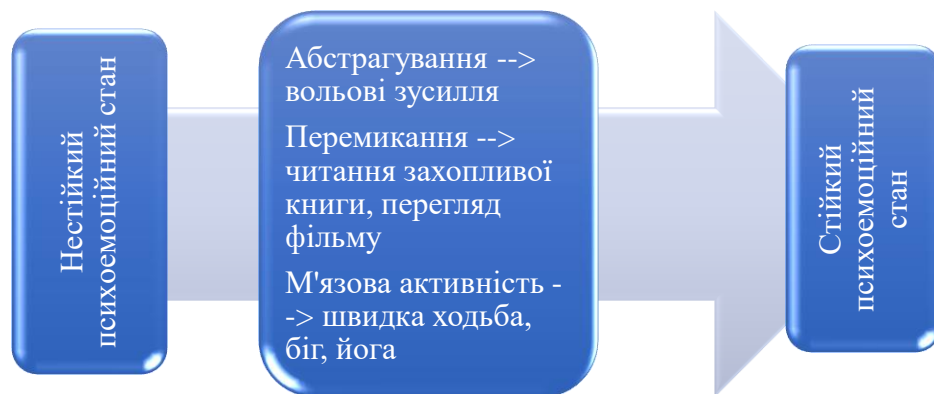 Нестійкий
психоемоційний стан
Абстрагування -->
вольові зусилля
Перемикання -->
читання захопливої
книги, перегляд
фільму
М'язова активність -
-> швидка ходьба,
біг, йога
Стійкий
психоемоційний
стан